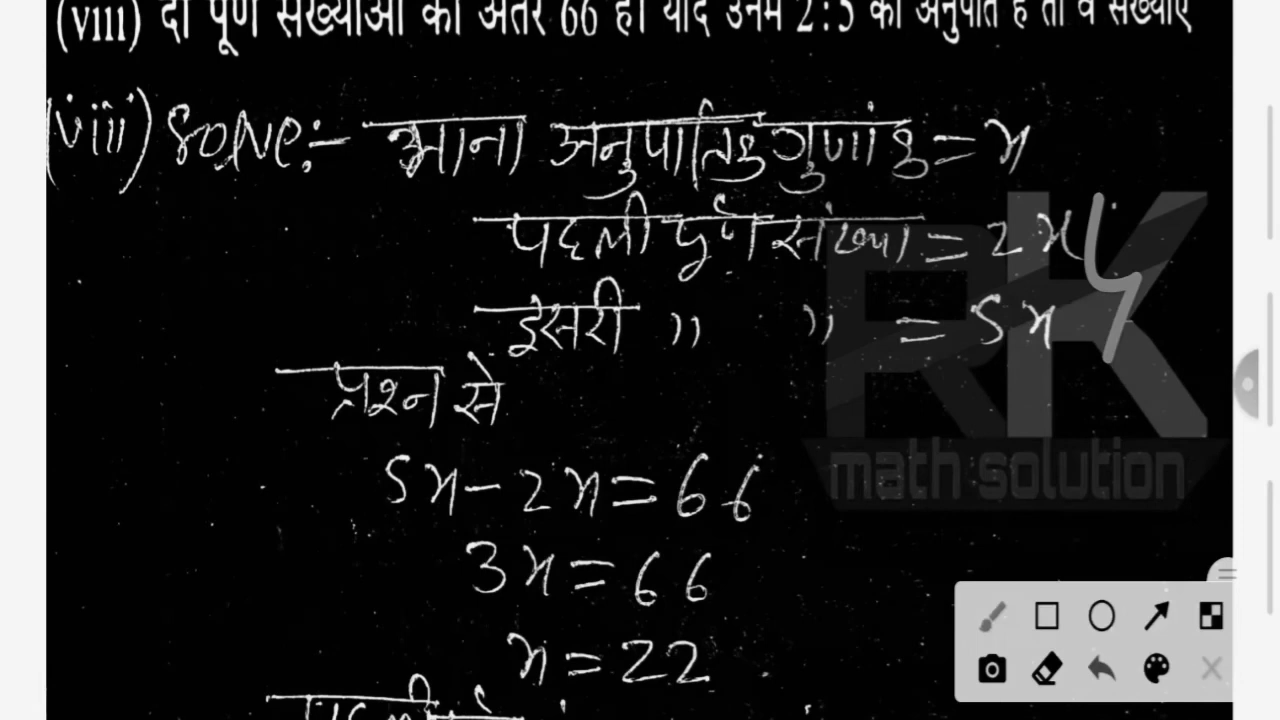 (viii) दो पूर्ण संख्याओं का अंतर 66 है। यदि उनमें 2:5 का अनुपात है तो वे संख्याएँ
(viii) Solve:- माना अनुपातिक गुणांक = x
पहली पूर्ण संख्या = 2x
दुसरी ,, ,, = 5x
प्रश्न से
5x - 2x = 66
3x = 66
x = 22
RK
math solution